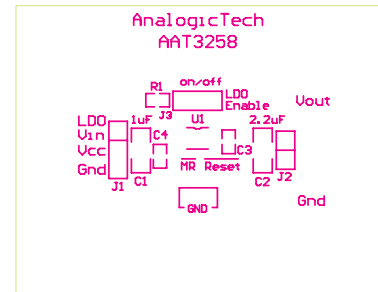 AnalogicTech
AAT3258
on/off
R1
LDO
Enable
J3
Vout
LDO
1uF
U1
2.2uF
Vin
C4
Vcc
C3
Gnd
MR
Reset
J1
C1
C2
J2
GND
Gnd